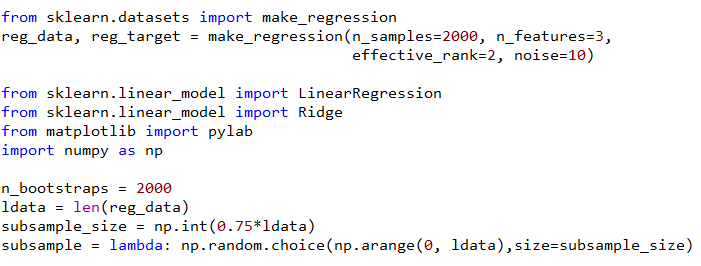 from sklearn.datasets import make_regression
reg_data, reg_target = make_regression(n_samples=2000, n_features=3,
effective_rank=2, noise=10)
from sklearn.linear_model import LinearRegression
from sklearn.linear_model import Ridge
from matplotlib import pylab
import numpy as np
n_bootstraps = 2000
ldata = len(reg_data)
subsample_size = np.int(0.75*ldata)
subsample = lambda: np.random.choice(np.arange(0, ldata),size=subsample_size)